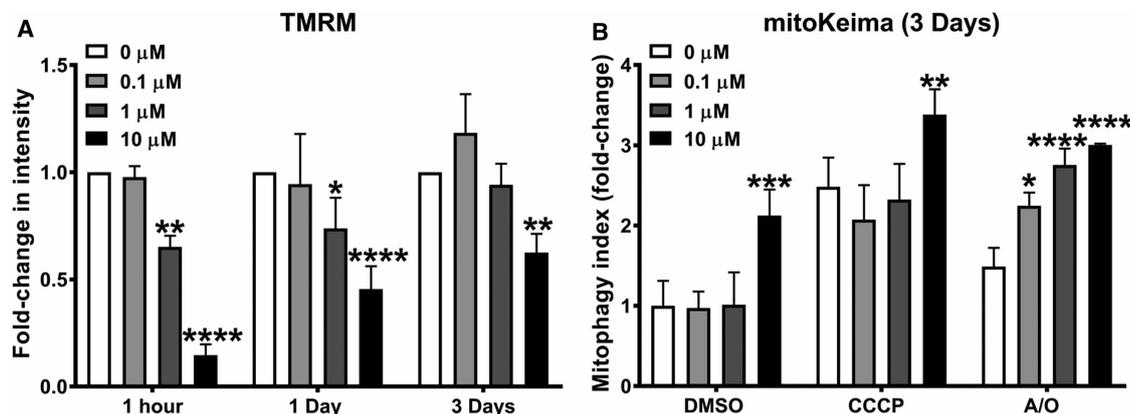 A
TMRM
0 μM
0.1 μM
1 μM
10 μM
Fold-change in intensity
1.5
1.0
0.5
0.0
**
****
*
****
**
1 hour
1 Day
3 Days
B
mitoKeima (3 Days)
0 μM
0.1 μM
1 μM
10 μM
Mitophagy index (fold-change)
4
3
2
1
0
***
**
*
****
****
DMSO
CCCP
A/O